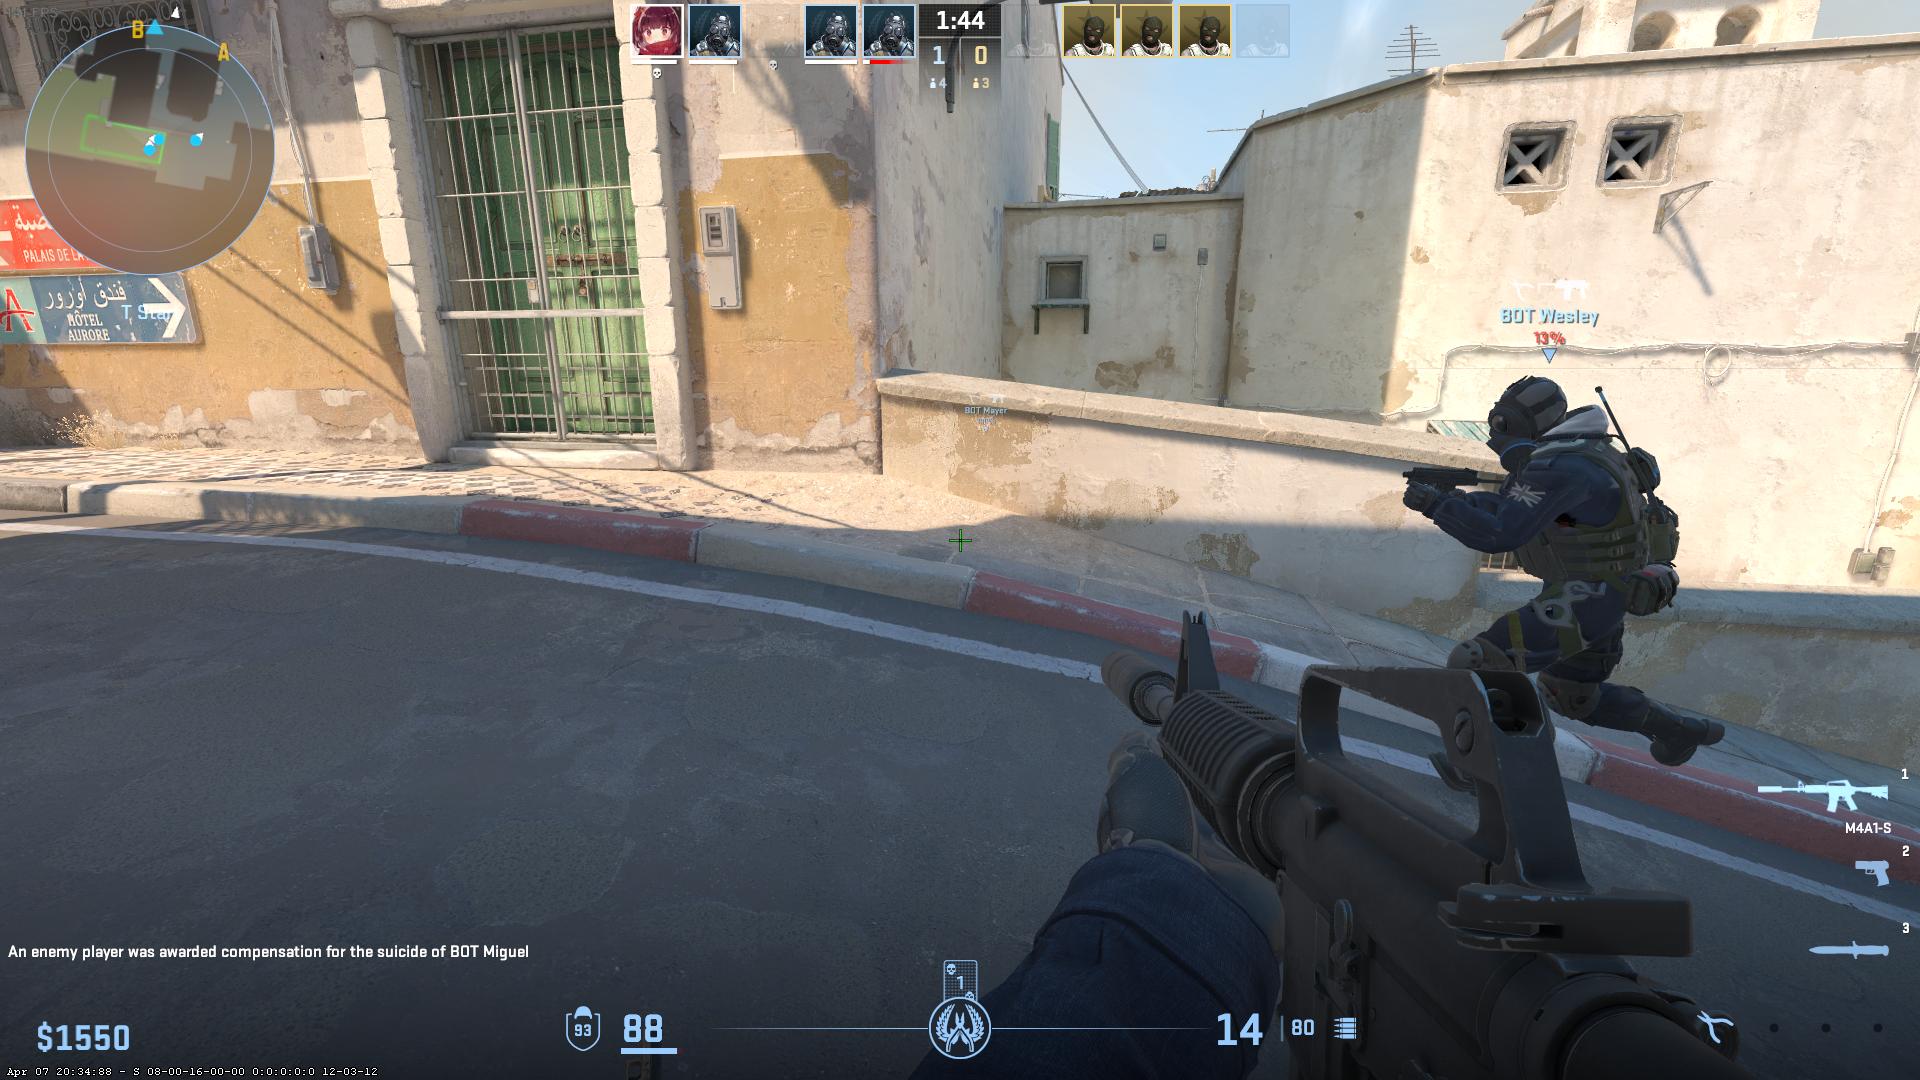 B
A
1:44
1 0
4 3
قصبة
PALAIS DE LA
فندق أورور
HÔTEL
AURORE
T Star
BOT Wesley
13%
BOT Mayer
1
M4A1-S
2
3
An enemy player was awarded compensation for the suicide of BOT Miguel
1
$1550
93
88
14 | 80
Apr 07 20:34:88 - S 08-00-16-00-00 0:0:0:0:0 12-03-12